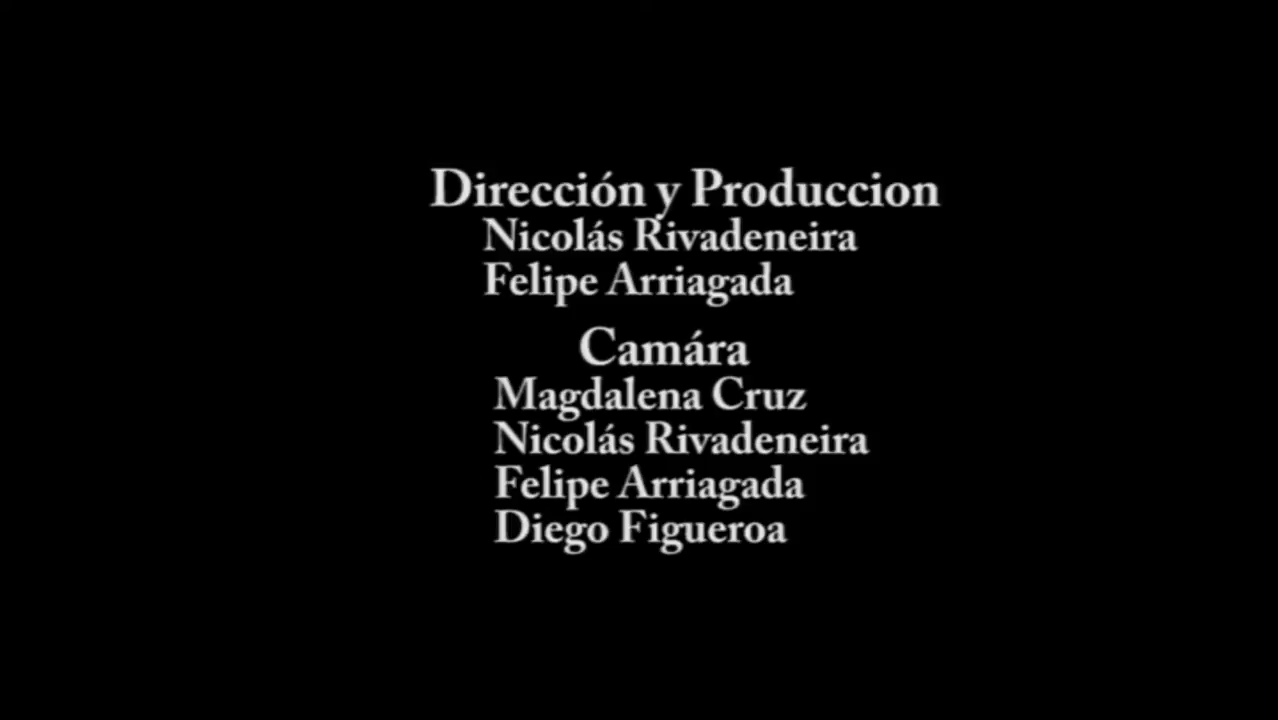 Dirección y Produccion
Nicolás Rivadeneira
Felipe Arriagada
Camára
Magdalena Cruz
Nicolás Rivadeneira
Felipe Arriagada
Diego Figueroa